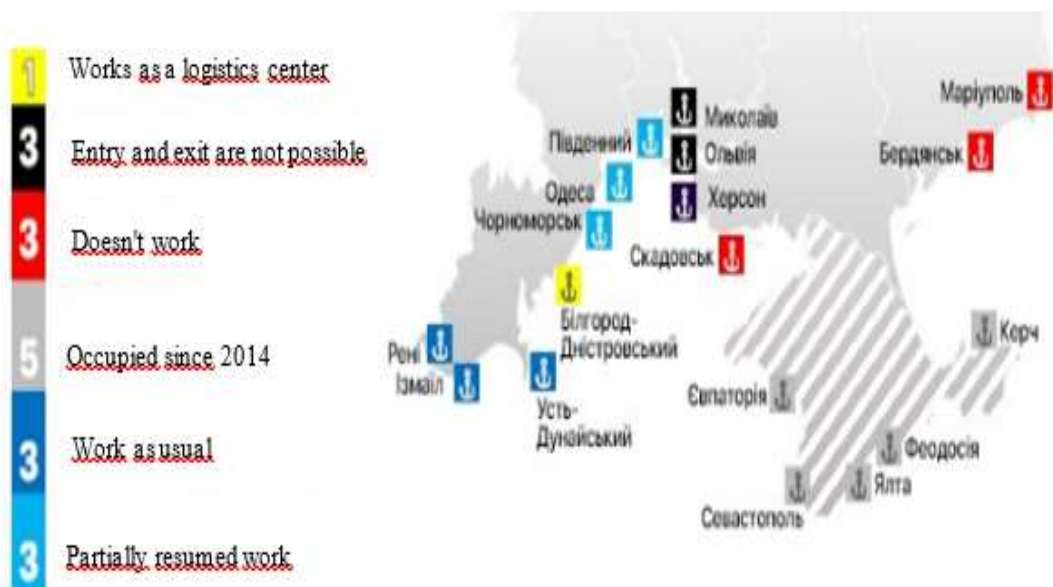 1 Works as a logistics center
3 Entry and exit are not possible
3 Doesn't work
5 Occupied since 2014
3 Work as usual
3 Partially resumed work
Маріуполь
Миколаїв
Південний
Ольвія
Бердянськ
Одеса
Херсон
Чорноморськ
Скадовськ
Білгород-
Дністровський
Керч
Рені
Ізмаїл
Усть-
Дунайський
Євпаторія
Феодосія
Ялта
Севастополь